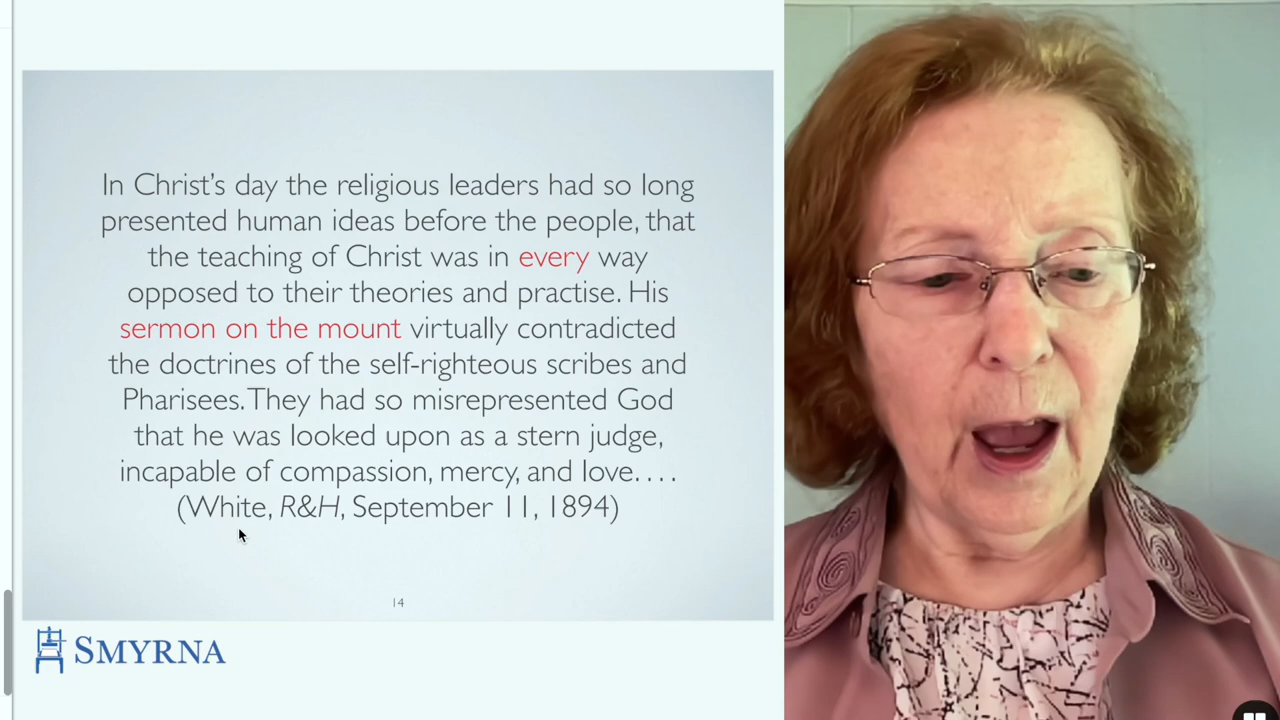 In Christ's day the religious leaders had so long
presented human ideas before the people, that
the teaching of Christ was in every way
opposed to their theories and practise. His
sermon on the mount virtually contradicted
the doctrines of the self-righteous scribes and
Pharisees. They had so misrepresented God
that he was looked upon as a stern judge,
incapable of compassion, mercy, and love. . . .
(White, R&H, September 11, 1894)
14
SMYRNA